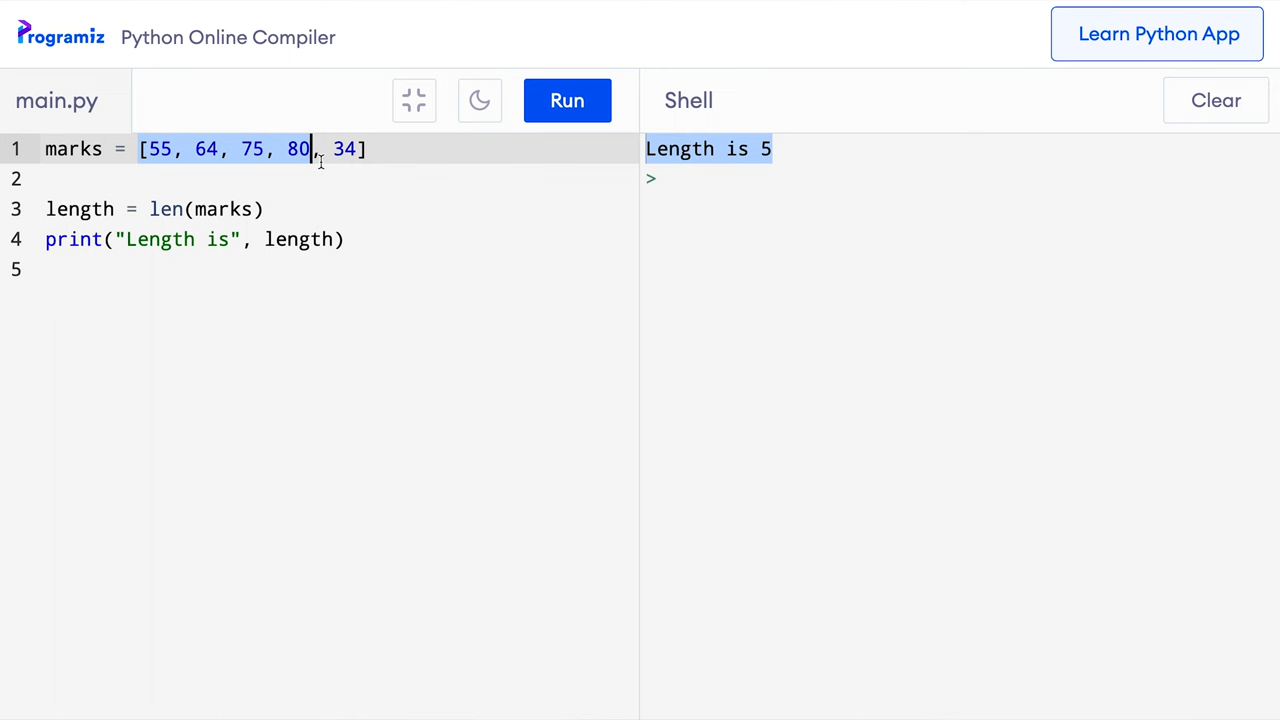 Programiz Python Online Compiler
Learn Python App
main.py
Run
Shell
Clear
1 marks = [55, 64, 75, 80, 34]
2
3 length = len(marks)
4 print("Length is", length)
5
Length is 5
>